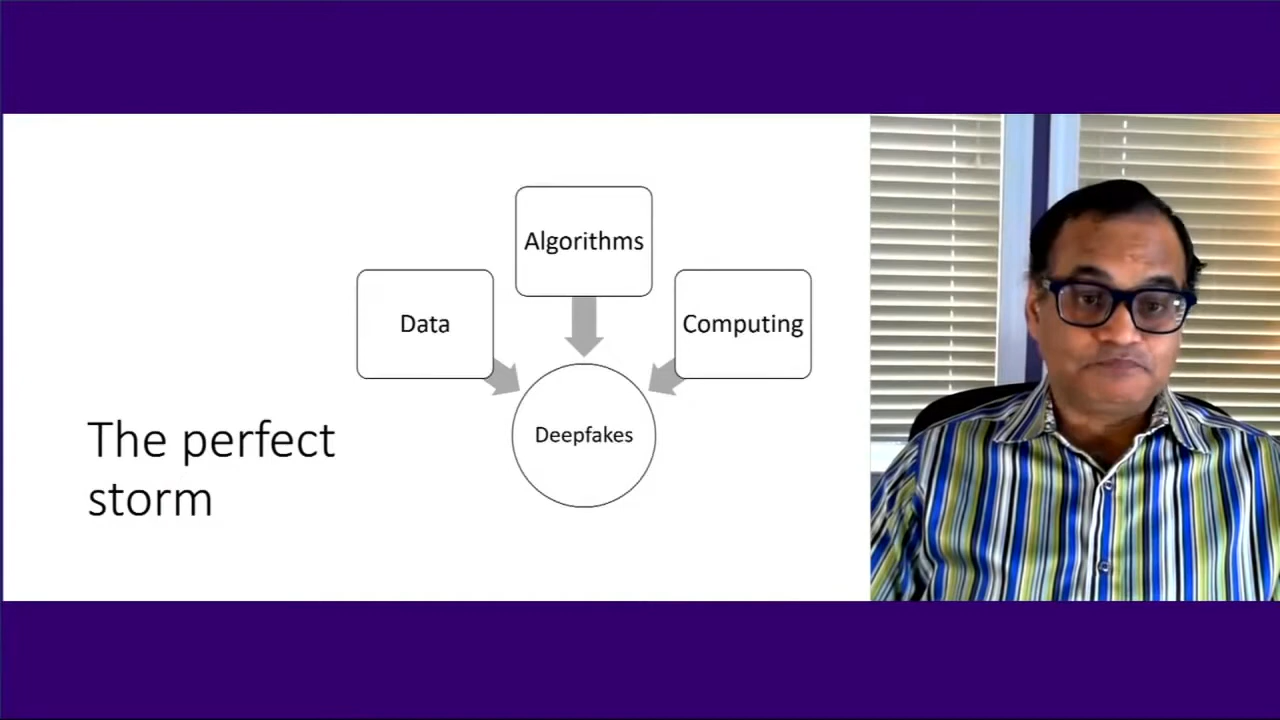 Algorithms
Data
Computing
Deepfakes
The perfect
storm